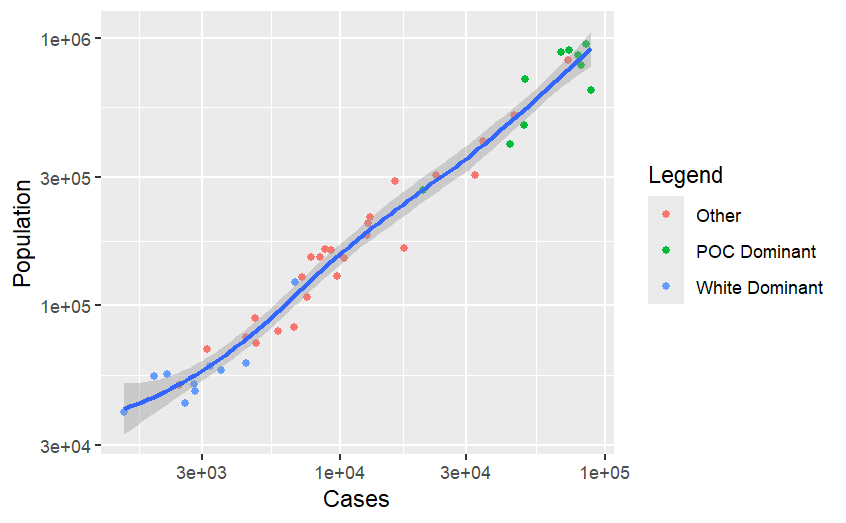 1e+06
3e+05
1e+05
3e+04
Population
3e+03
1e+04
3e+04
1e+05
Cases
Legend
Other
POC Dominant
White Dominant